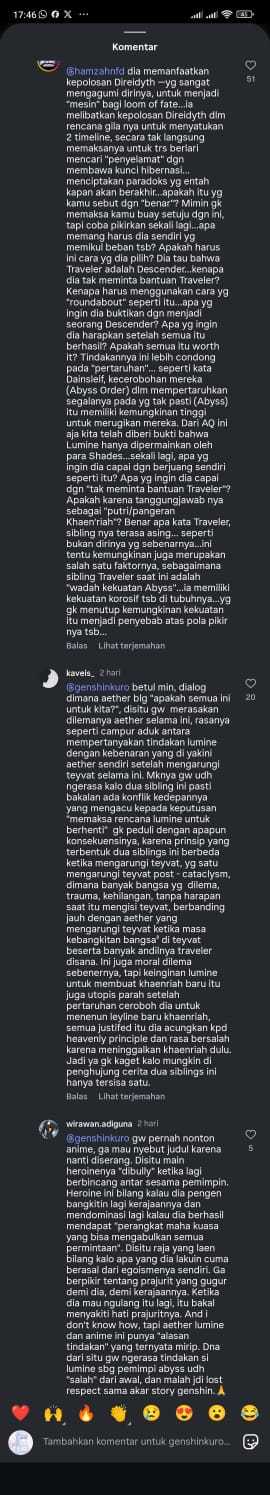 17:46
45
Komentar
@hamzahnfd dia memanfaatkan
kepolosan Direidyth —yg sangat
mengagumi dirinya, untuk menjadi
"mesin" bagi loom of fate...ia
melibatkan kepolosan Direidyth dlm
rencana gila nya untuk menyatukan
2 timeline, secara tak langsung
memaksanya untuk trs berlari
mencari "penyelamat" dgn
membawa kunci hibernasi...
menciptakan paradoks yg entah
kapan akan berakhir...apakah itu yg
kamu sebut dgn "benar"? Mimin gk
memaksa kamu buay setuju dgn ini,
tapi coba pikirkan sekali lagi...apa
memang harus dia sendiri yg
memikul beban tsb? Apakah harus
ini cara yg dia pilih? Dia tau bahwa
Traveler adalah Descender...kenapa
dia tak meminta bantuan Traveler?
Kenapa harus menggunakan cara yg
"roundabout" seperti itu...apa yg
ingin dia buktikan dgn menjadi
seorang Descender? Apa yg ingin
dia harapkan setelah semua itu
berhasil? Apakah semua itu worth
it? Tindakannya ini lebih condong
pada "pertaruhan"... seperti kata
Dainsleif, kecerobohan mereka
(Abyss Order) dlm mempertaruhkan
segalanya pada yg tak pasti (Abyss)
itu memiliki kemungkinan tinggi
untuk merugikan mereka. Dari AQ ini
aja kita telah diberi bukti bahwa
Lumine hanya dipermainkan oleh
para Shades...sekali lagi, apa yg
ingin dia capai dgn berjuang sendiri
seperti itu? Apa yg ingin dia capai
dgn "tak meminta bantuan Traveler"?
Apakah karena tanggungjawab nya
sebagai "putri/pangeran
Khaen'riah"? Benar apa kata Traveler,
sibling nya terasa asing... seperti
bukan dirinya yg sebenarnya...ini
tentu kemungkinan juga merupakan
salah satu faktornya, sebagaimana
sibling Traveler saat ini adalah
"wadah kekuatan Abyss"...ia memiliki
kekuatan korosif tsb di tubuhnya...yg
gk menutup kemungkinan kekuatan
itu menjadi penyebab atas pola pikir
nya tsb...
51
Balas Lihat terjemahan
kaveis_ 2 hari
@genshinkuro betul min, dialog
dimana aether blg "apakah semua ini
untuk kita?", disitu gw merasakan
dilemanya aether selama ini, rasanya
seperti campur aduk antara
mempertanyakan tindakan lumine
dengan kebenaran yang di yakini
aether sendiri setelah mengarungi
teyvat selama ini. Mknya gw udh
ngerasa kalo dua sibling ini pasti
bakalan ada konflik kedepannya
yang mengacu kepada keputusan
"memaksa rencana lumine untuk
berhenti" gk peduli dengan apapun
konsekuensinya, karena prinsip yang
terbentuk dua siblings ini berbeda
ketika mengarungi teyvat, yg satu
mengarungi teyvat post - cataclysm,
dimana banyak bangsa yg dilema,
trauma, kehilangan, tanpa harapan
saat itu mengisi teyvat, berbanding
jauh dengan aether yang
mengarungi teyvat ketika masa
kebangkitan bangsa² di teyvat
beserta banyak andilnya traveler
disana. Ini juga moral dilema
sebenernya, tapi keinginan lumine
untuk membuat khaenriah baru itu
juga utopis parah setelah
pertaruhan ceroboh dia untuk
menenun leyline baru khaenriah,
semua justifed itu dia acungkan kpd
heavenly principle dan rasa bersalah
karena meninggalkan khaenriah dulu.
Jadi ya gk kaget kalo mungkin di
penghujung cerita dua siblings ini
hanya tersisa satu.
20
Balas Lihat terjemahan
wirawan.adiguna 2 hari
@genshinkuro gw pernah nonton
anime, ga mau nyebut judul karena
nanti diserang. Disitu main
heroinenya "dibully" ketika lagi
berbincang antar sesama pemimpin.
Heroine ini bilang kalau dia pengen
bangkitin lagi kerajaannya dan
mendominasi lagi kalau dia berhasil
mendapat "perangkat maha kuasa
yang bisa mengabulkan semua
permintaan". Disitu raja yang laen
bilang kalo apa yang dia lakuin cuma
berasal dari egoismenya sendiri. Ga
berpikir tentang prajurit yang gugur
demi dia, demi kerajaannya. Ketika
dia mau ngulang itu lagi, itu bakal
menyakiti hati prajuritnya. And i
don't know how, tapi aether lumine
dan anime ini punya "alasan
tindakan" yang ternyata mirip. Dna
dari situ gw ngerasa tindakan si
lumine sbg pemimpi abyss udh
"salah" dari awal, dan malah jdi lost
respect sama akar story genshin.🙏
5
❤️ 🙌 🔥 👏 😢 😍 😮 😂
Tambahkan komentar untuk genshinkuro...